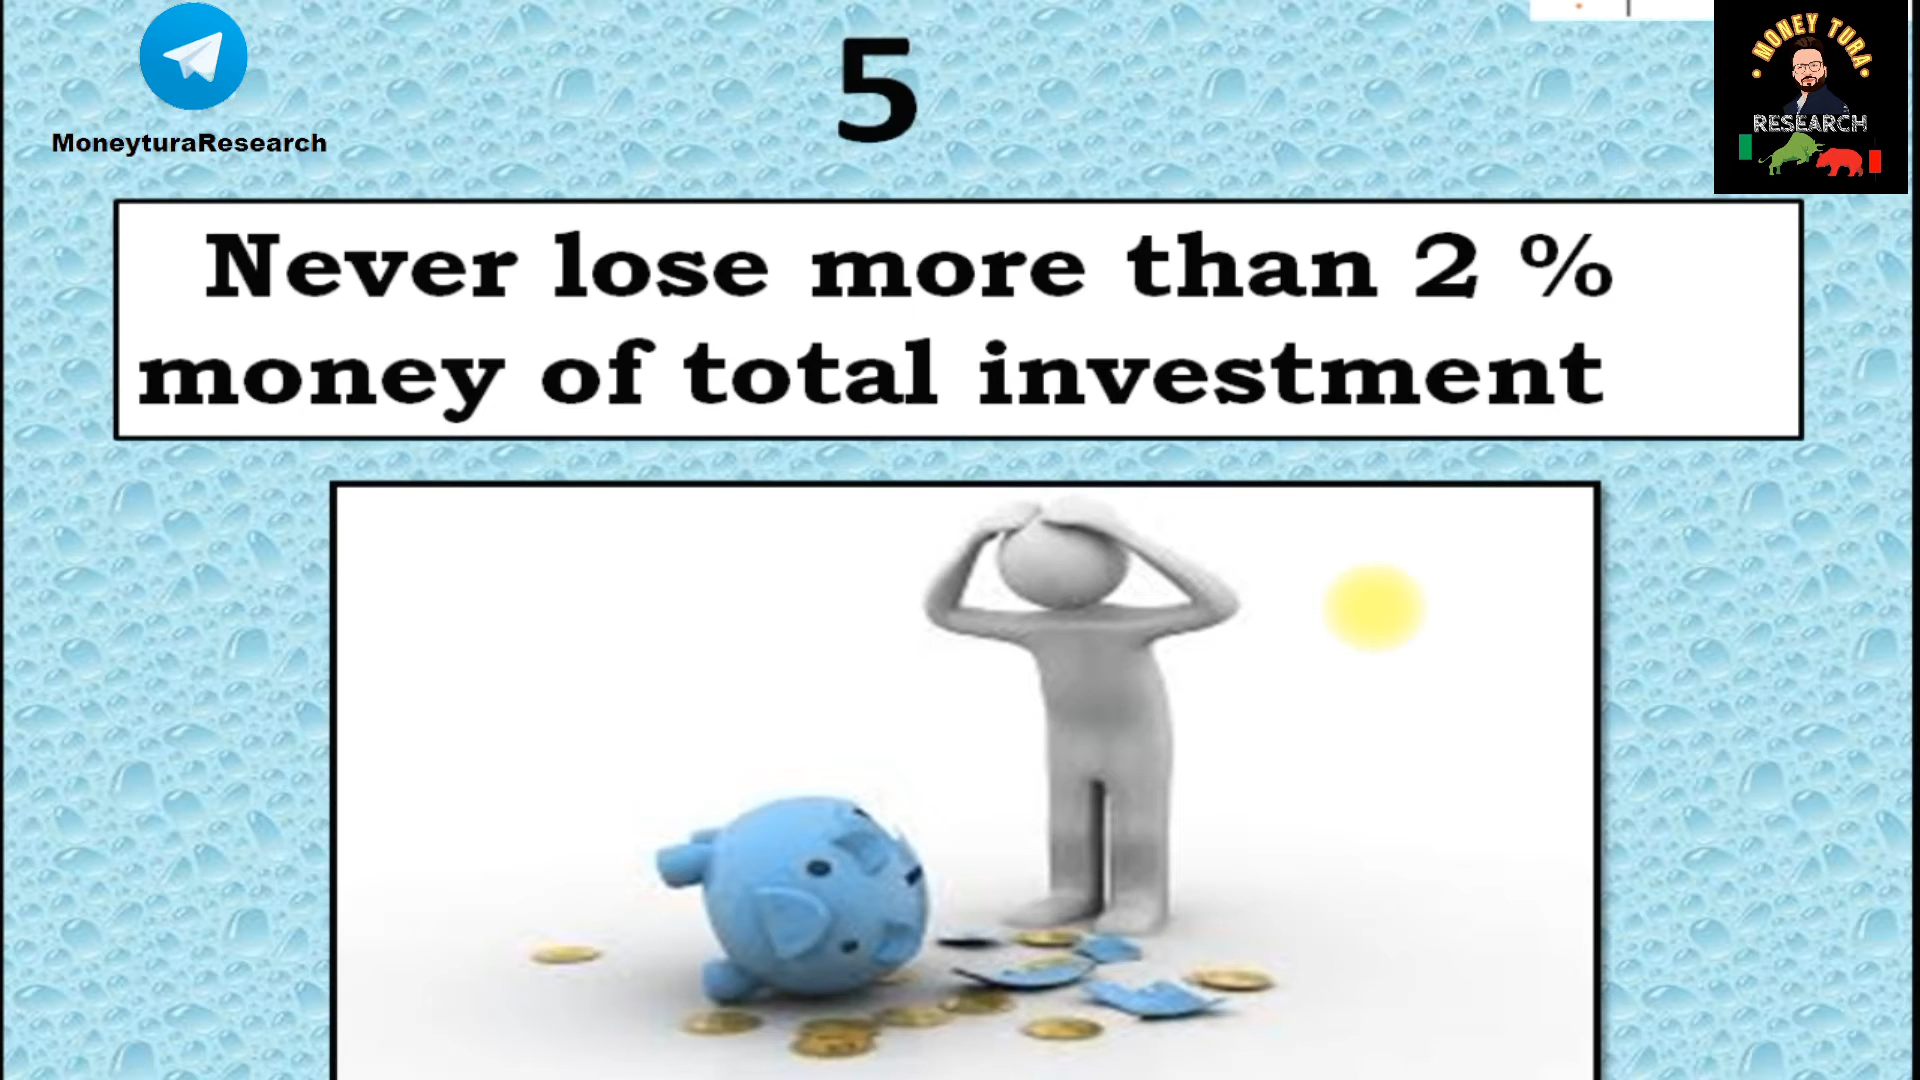 5
MoneyturaResearch
MONEY TURA
RESEARCH
Never lose more than 2 %
money of total investment